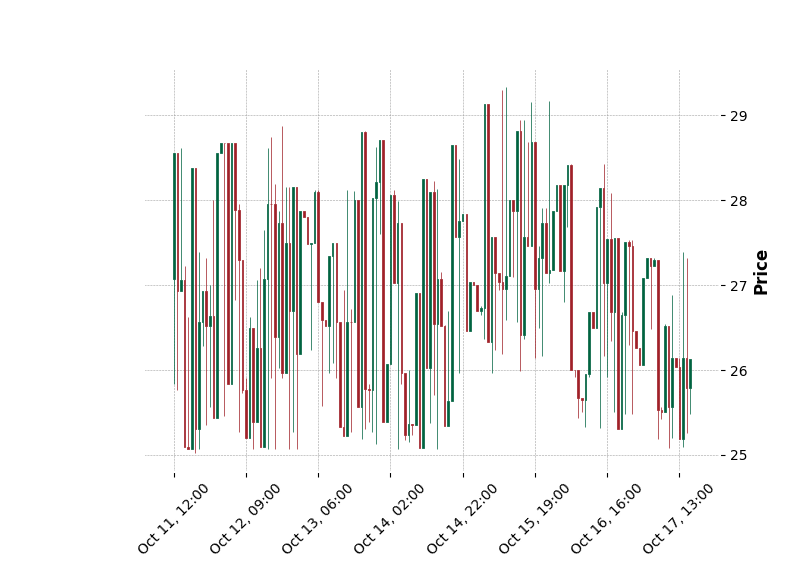 29
28
27
26
25
Price
Oct 11, 12:00
Oct 12, 09:00
Oct 13, 06:00
Oct 14, 02:00
Oct 14, 22:00
Oct 15, 19:00
Oct 16, 16:00
Oct 17, 13:00